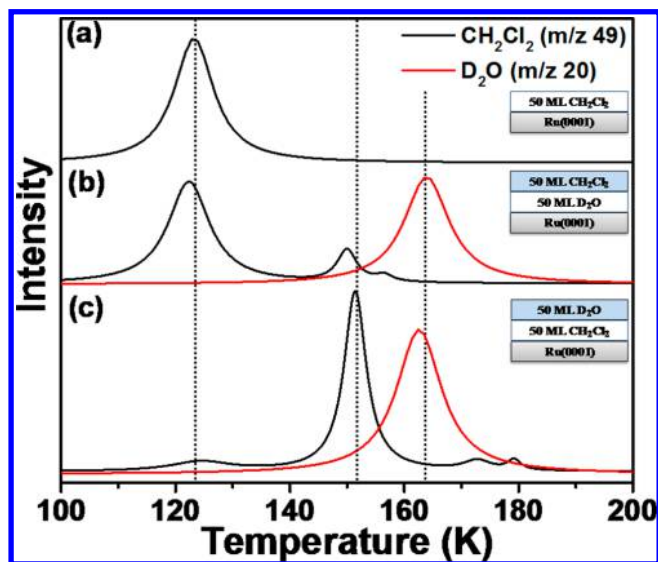 (a)
CH₂Cl₂ (m/z 49)
D₂O (m/z 20)
50 ML CH₂Cl₂
Ru(0001)
(b)
50 ML CH₂Cl₂
50 ML D₂O
Ru(0001)
(c)
50 ML D₂O
50 ML CH₂Cl₂
Ru(0001)
Intensity
100 120 140 160 180 200
Temperature (K)